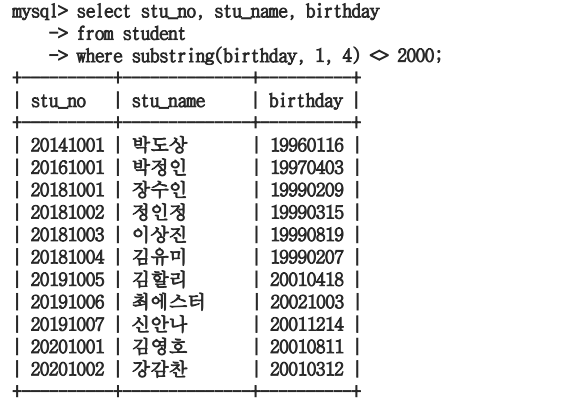 mysql> select stu_no, stu_name, birthday
    -> from student
    -> where substring(birthday, 1, 4) <> 2000;
+----------+-----------+----------+
| stu_no   | stu_name  | birthday |
+----------+-----------+----------+
| 20141001 | 박도상 | 19960116 |
| 20161001 | 박정인 | 19970403 |
| 20181001 | 장수인 | 19990209 |
| 20181002 | 정인정 | 19990315 |
| 20181003 | 이상진 | 19990819 |
| 20181004 | 김유미 | 19990207 |
| 20191005 | 김할리 | 20010418 |
| 20191006 | 최에스터 | 20021003 |
| 20191007 | 신안나 | 20011214 |
| 20201001 | 김영호 | 20010811 |
| 20201002 | 강감찬 | 20010312 |
+----------+-----------+----------+